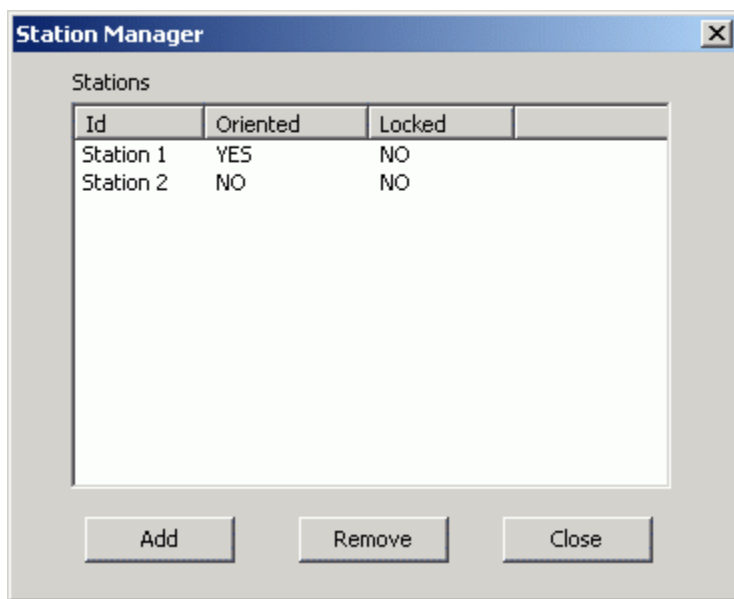 Station Manager
Stations
Id Oriented Locked
Station 1 YES NO
Station 2 NO NO
Add Remove Close